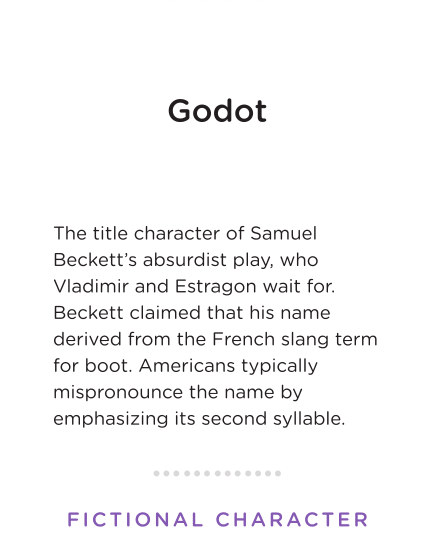 Godot
The title character of Samuel
Beckett’s absurdist play, who
Vladimir and Estragon wait for.
Beckett claimed that his name
derived from the French slang term
for boot. Americans typically
mispronounce the name by
emphasizing its second syllable.
FICTIONAL CHARACTER